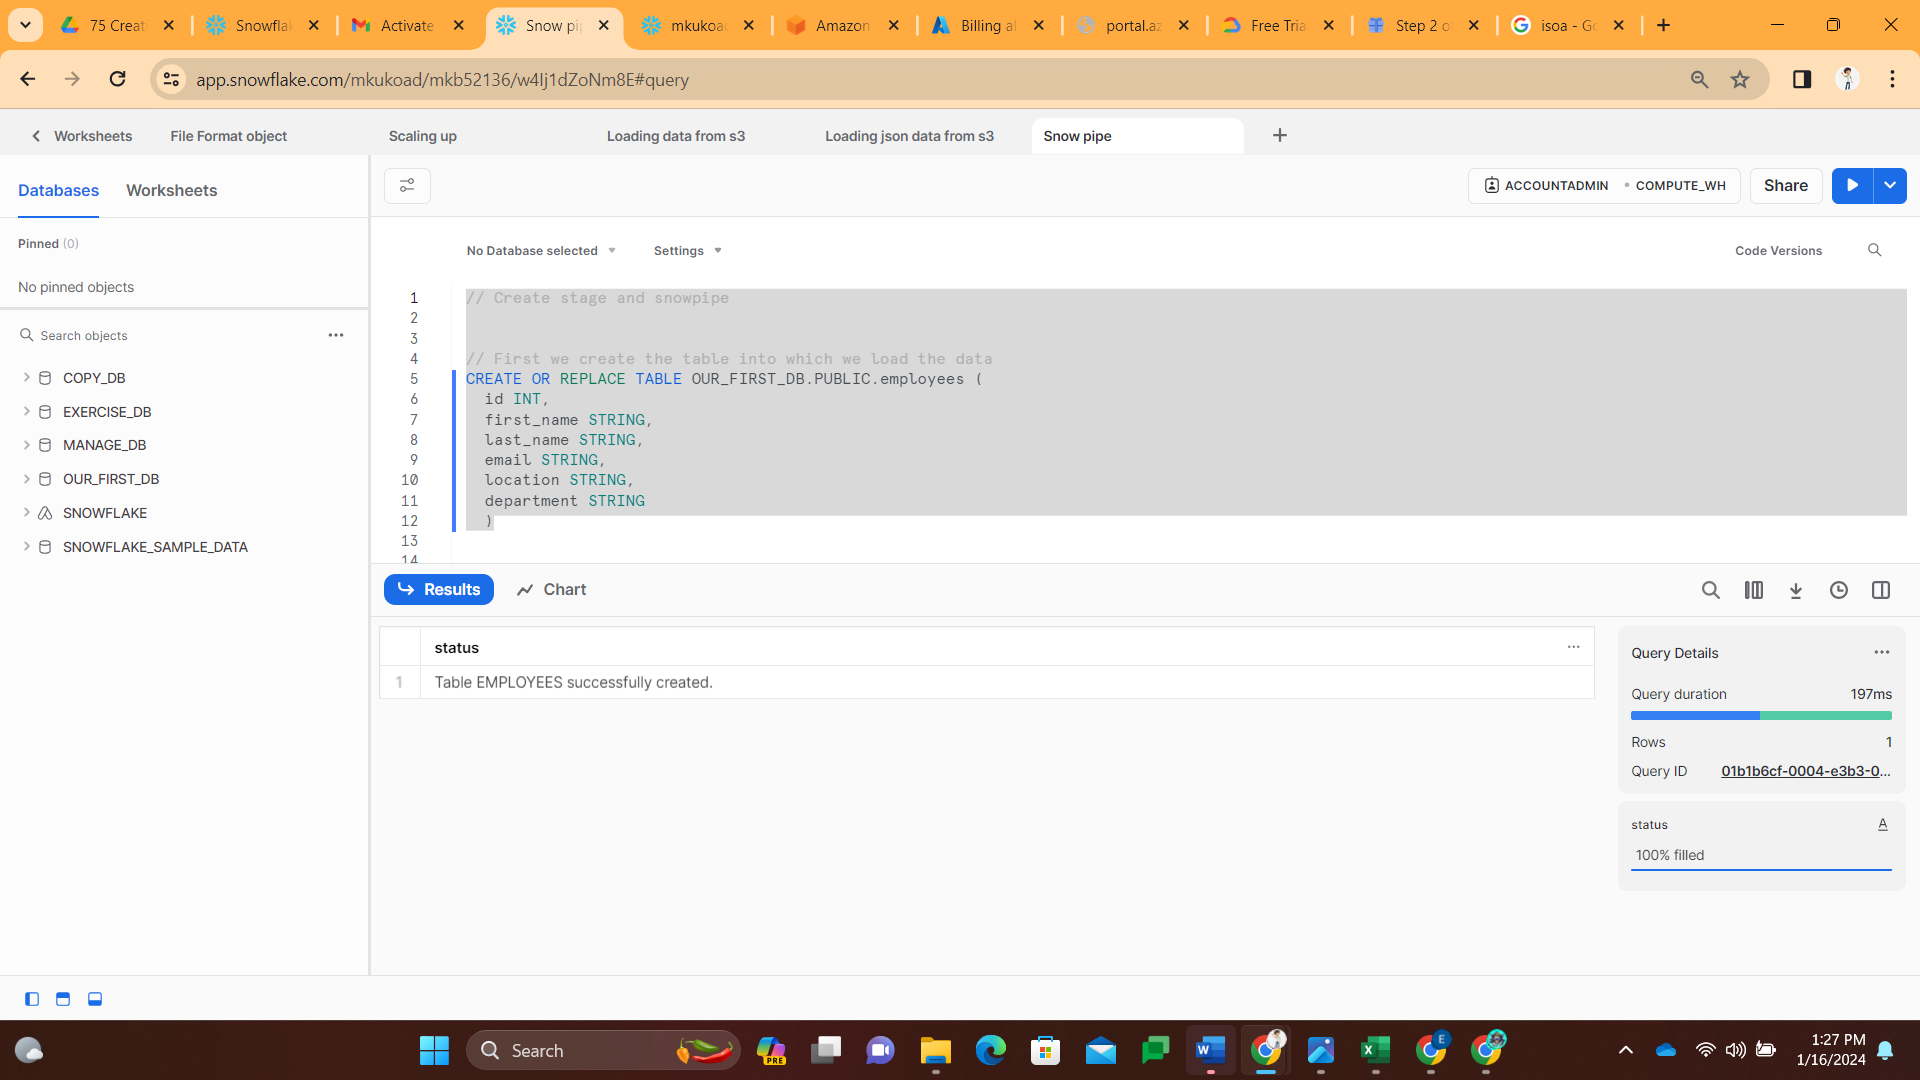 75 Creat
Snowflak
Activate
Snow pi
mkukoad
Amazon
Billing al
portal.az
Free Tria
Step 2 o
isoa - Go
app.snowflake.com/mkukoad/mkb52136/w4Ij1dZoNm8E#query
Worksheets
File Format object
Scaling up
Loading data from s3
Loading json data from s3
Snow pipe
Databases
Worksheets
ACCOUNTADMIN
COMPUTE_WH
Share
Pinned (0)
No pinned objects
No Database selected
Settings
Code Versions
Search objects
COPY_DB
EXERCISE_DB
MANAGE_DB
OUR_FIRST_DB
SNOWFLAKE
SNOWFLAKE_SAMPLE_DATA
1 // Create stage and snowpipe
2
3
4 // First we create the table into which we load the data
5 CREATE OR REPLACE TABLE OUR_FIRST_DB.PUBLIC.employees (
6 id INT,
7 first_name STRING,
8 last_name STRING,
9 email STRING,
10 location STRING,
11 department STRING
12 )
13
14
Results
Chart
status
1 Table EMPLOYEES successfully created.
Query Details
Query duration 197ms
Rows 1
Query ID 01b1b6cf-0004-e3b3-0...
status A
100% filled
Search
PRE
E
1:27 PM
1/16/2024